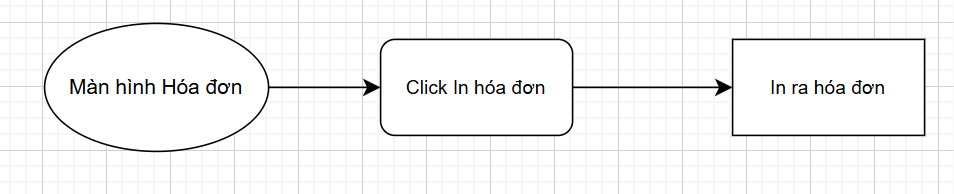 Màn hình Hóa đơn
Click In hóa đơn
In ra hóa đơn